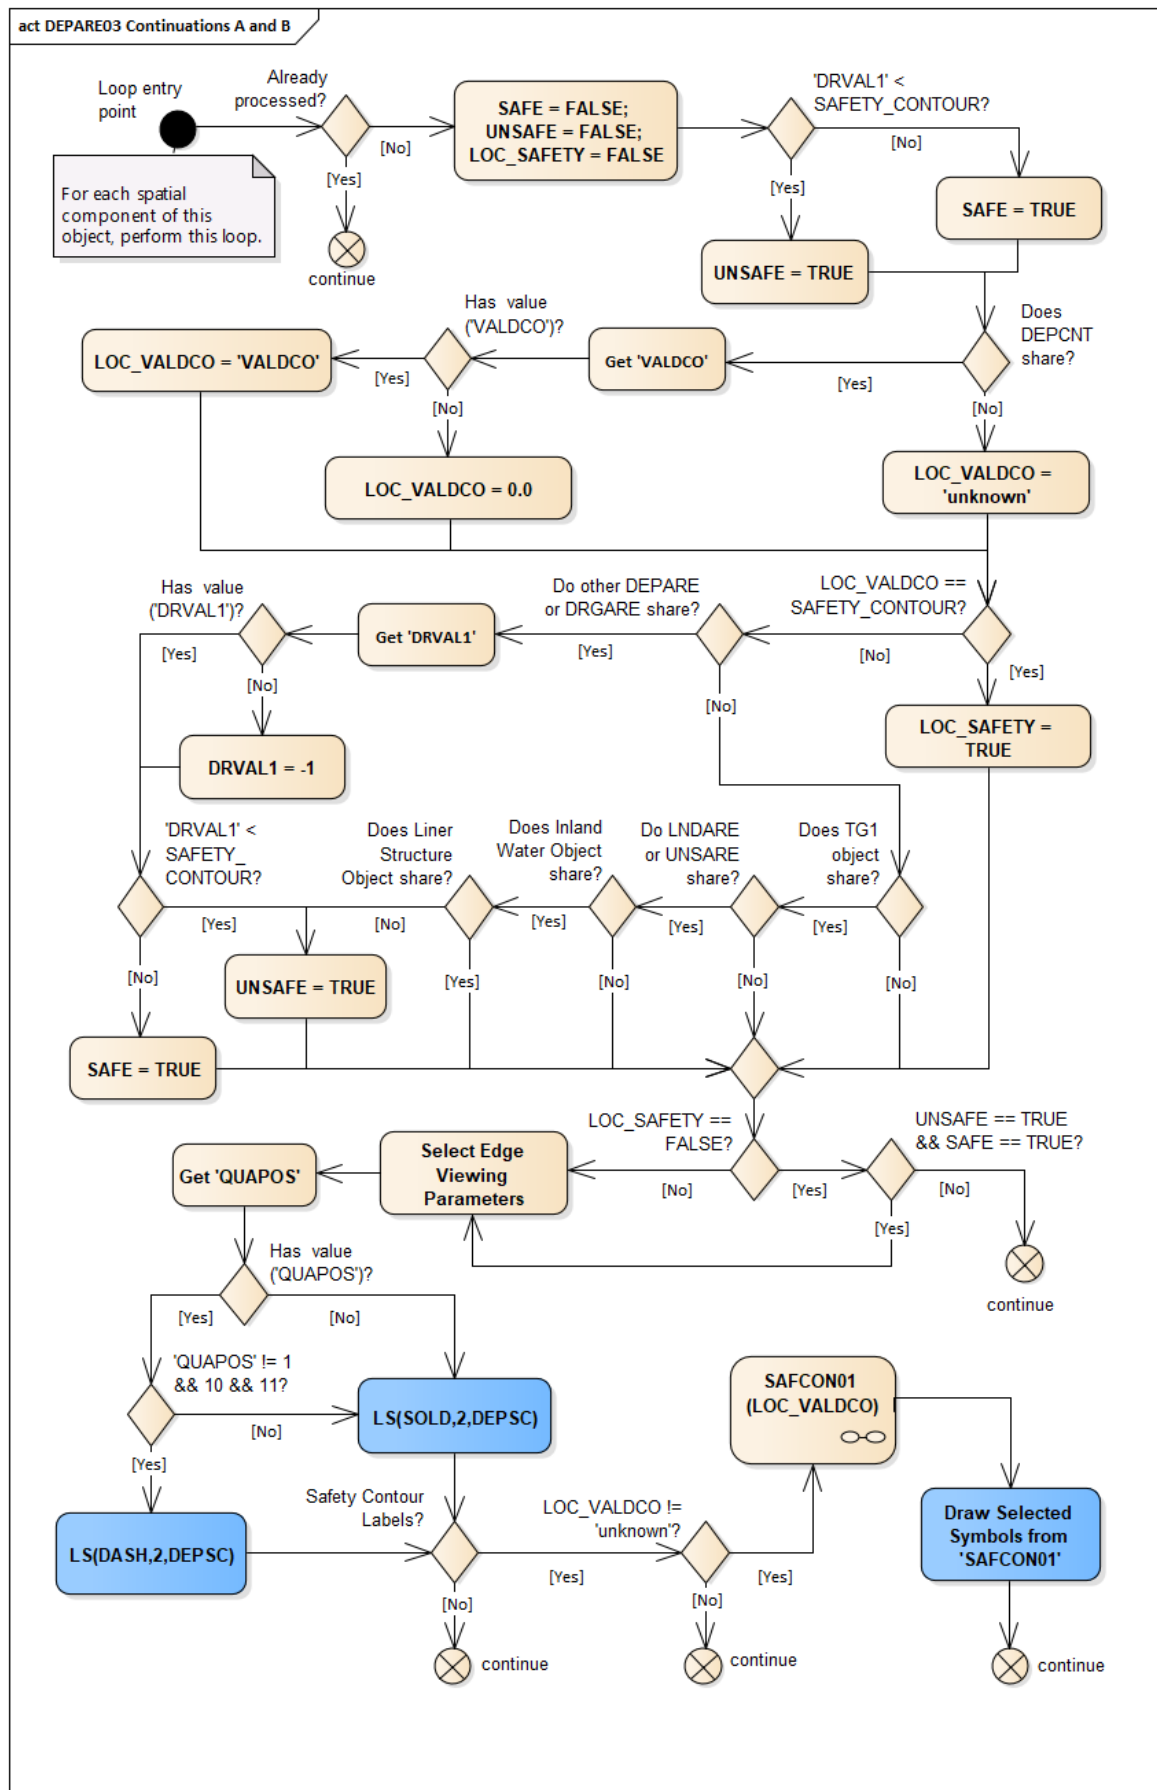 act DEPARE03 Continuations A and B
Loop entry
point
Already
processed?
[No]
[Yes]
continue
For each spatial
component of this
object, perform this loop.
SAFE = FALSE;
UNSAFE = FALSE;
LOC_SAFETY = FALSE
'DRVAL1' <
SAFETY_CONTOUR?
[No]
[Yes]
SAFE = TRUE
UNSAFE = TRUE
Does
DEPCNT
share?
[Yes]
[No]
Get 'VALDCO'
Has value
('VALDCO')?
[Yes]
[No]
LOC_VALDCO = 'VALDCO'
LOC_VALDCO = 0.0
LOC_VALDCO =
'unknown'
LOC_VALDCO ==
SAFETY_CONTOUR?
[No]
[Yes]
Do other DEPARE
or DRGARE share?
[Yes]
[No]
Get 'DRVAL1'
Has value
('DRVAL1')?
[Yes]
[No]
DRVAL1 = -1
LOC_SAFETY =
TRUE
'DRVAL1' <
SAFETY_
CONTOUR?
[Yes]
[No]
Does Liner
Structure
Object share?
[No]
[Yes]
Does Inland
Water Object
share?
[Yes]
[No]
Do LNDARE
or UNSARE
share?
[Yes]
[No]
Does TG1
object
share?
[Yes]
[No]
UNSAFE = TRUE
SAFE = TRUE
LOC_SAFETY ==
FALSE?
[No]
[Yes]
UNSAFE == TRUE
&& SAFE == TRUE?
[No]
[Yes]
continue
Select Edge
Viewing
Parameters
Get 'QUAPOS'
Has value
('QUAPOS')?
[Yes]
[No]
'QUAPOS' != 1
&& 10 && 11?
[No]
[Yes]
LS(SOLD,2,DEPSC)
LS(DASH,2,DEPSC)
Safety Contour
Labels?
[Yes]
[No]
continue
LOC_VALDCO !=
'unknown'?
[Yes]
[No]
continue
SAFCON01
(LOC_VALDCO)
Draw Selected
Symbols from
'SAFCON01'
continue